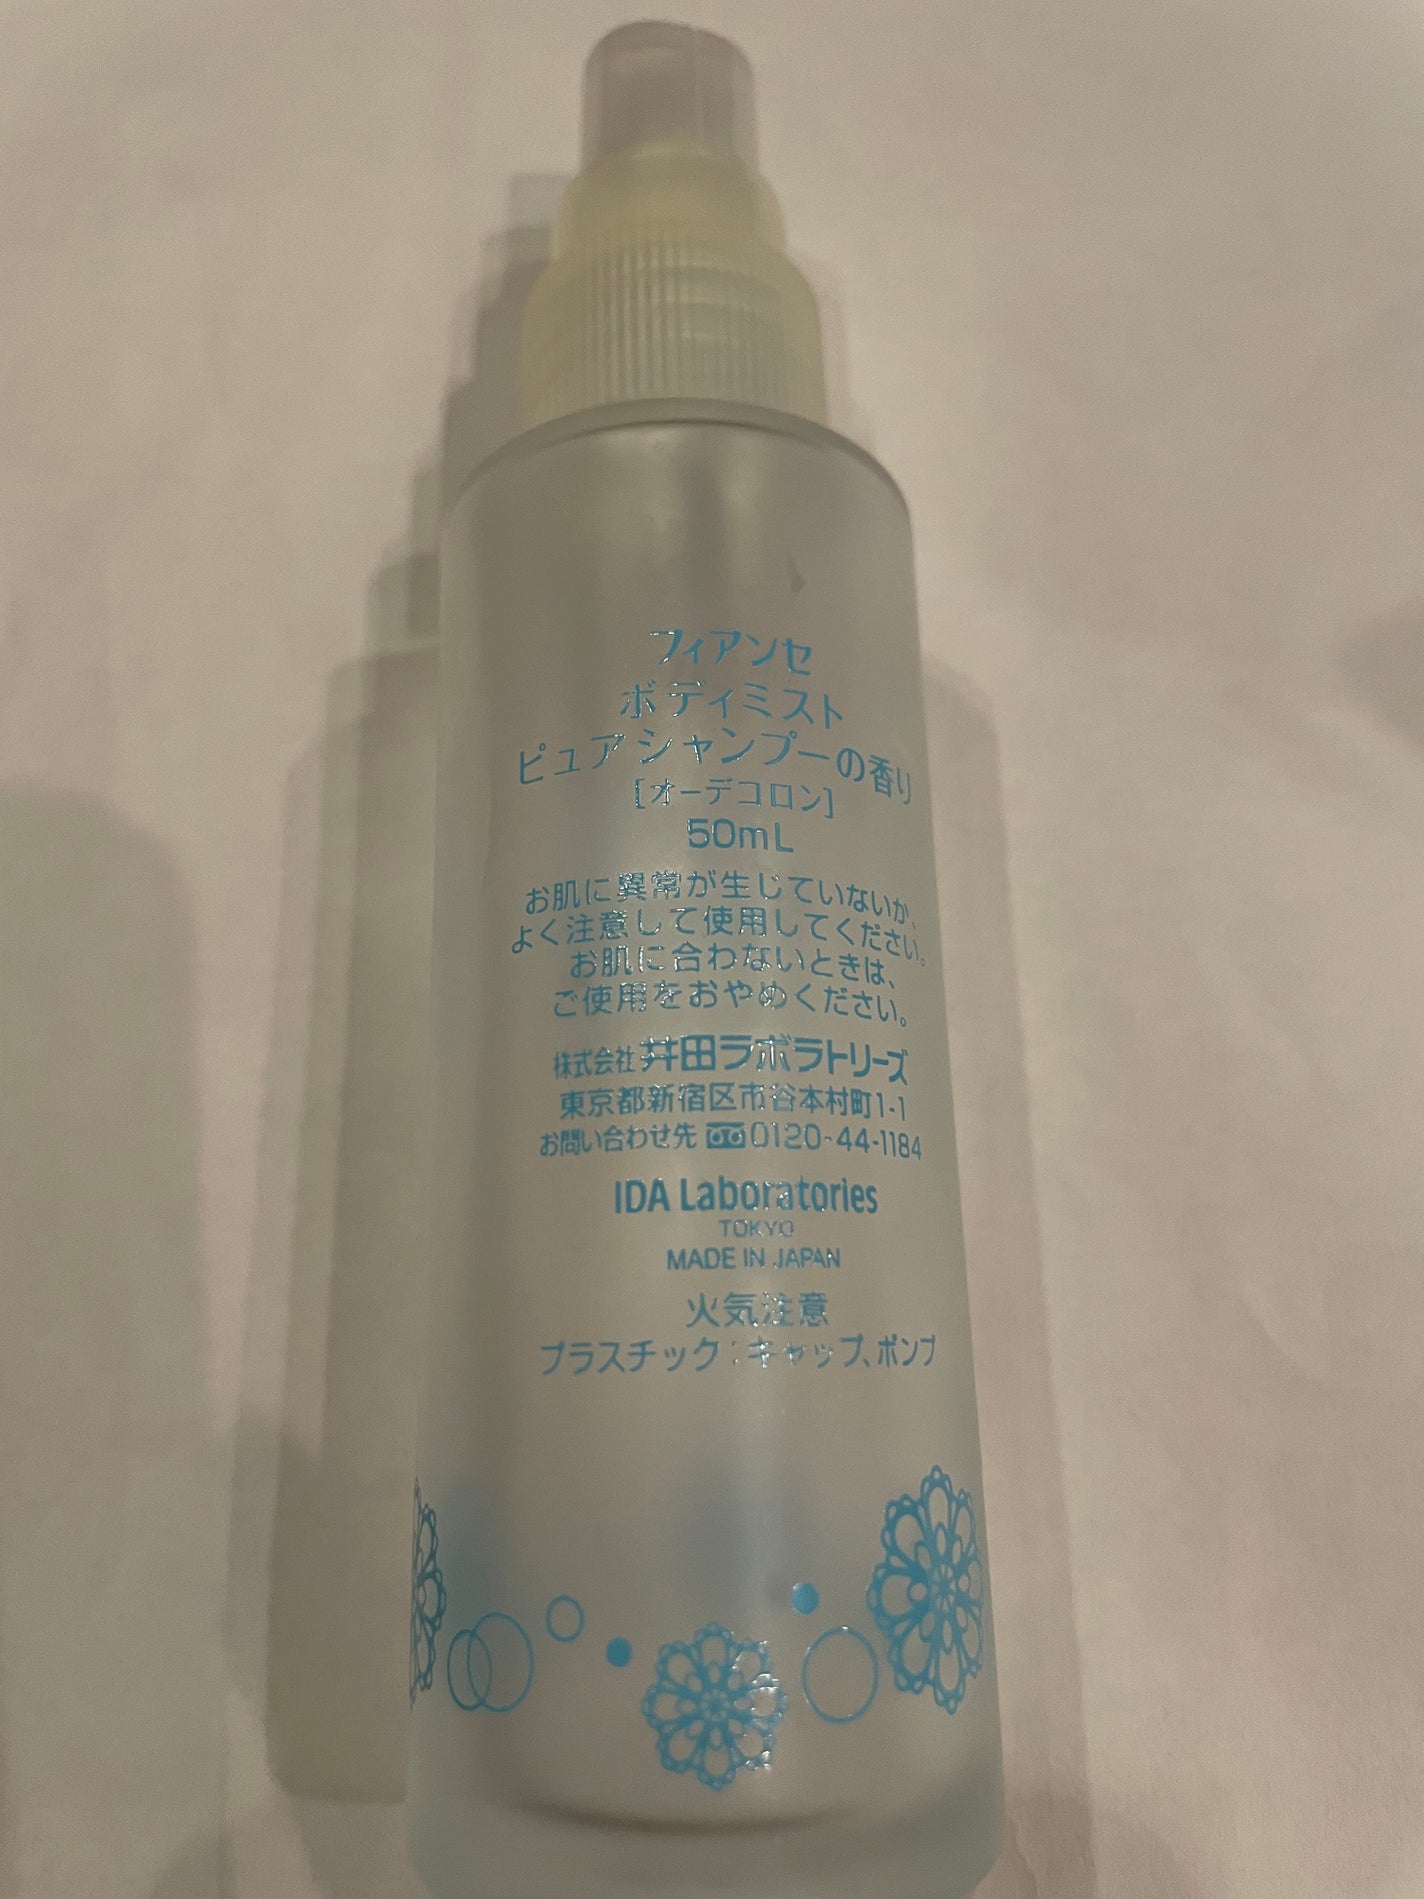 フィアンセ
ボディミスト
ピュアシャンプーの香り
[オーデコロン]
50mL
お肌に異常が生じていないか、
よく注意して使用してください。
お肌に合わないときは、
ご使用をおやめください。
株式会社 井田ラボラトリーズ
東京都新宿区市谷本村町1-1
お問い合わせ先 0120-44-1184
IDA Laboratories
TOKYO
MADE IN JAPAN
火気注意
プラスチック:キャップ、ポンプ